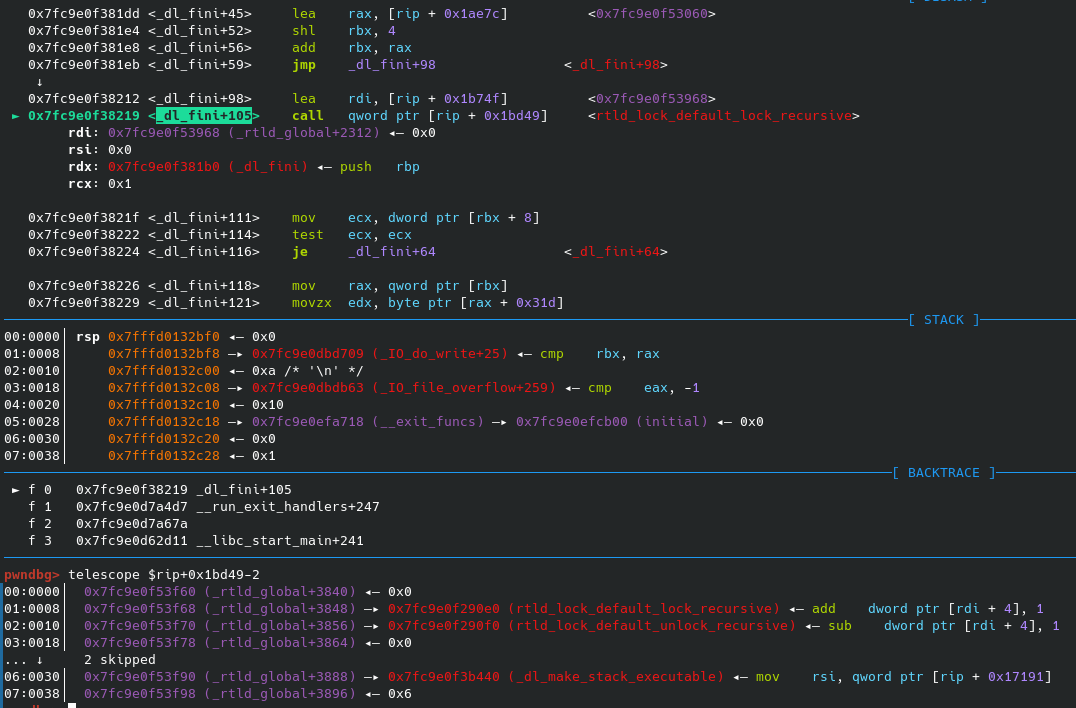 0x7fc9e0f381dd <_dl_fini+45> lea rax, [rip + 0x1ae7c] <0x7fc9e0f53060>
0x7fc9e0f381e4 <_dl_fini+52> shl rbx, 4
0x7fc9e0f381e8 <_dl_fini+56> add rbx, rax
0x7fc9e0f381eb <_dl_fini+59> jmp _dl_fini+98 <_dl_fini+98>
↓
0x7fc9e0f38212 <_dl_fini+98> lea rdi, [rip + 0x1b74f] <0x7fc9e0f53968>
► 0x7fc9e0f38219 <_dl_fini+105> call qword ptr [rip + 0x1bd49] <rtld_lock_default_lock_recursive>
rdi: 0x7fc9e0f53968 (_rtld_global+2312) ◂— 0x0
rsi: 0x0
rdx: 0x7fc9e0f381b0 (_dl_fini) ◂— push rbp
rcx: 0x1
0x7fc9e0f3821f <_dl_fini+111> mov ecx, dword ptr [rbx + 8]
0x7fc9e0f38222 <_dl_fini+114> test ecx, ecx
0x7fc9e0f38224 <_dl_fini+116> je _dl_fini+64 <_dl_fini+64>
0x7fc9e0f38226 <_dl_fini+118> mov rax, qword ptr [rbx]
0x7fc9e0f38229 <_dl_fini+121> movzx edx, byte ptr [rax + 0x31d]
[ STACK ]
00:0000│ rsp 0x7fffd0132bf0 ◂— 0x0
01:0008│ 0x7fffd0132bf8 —▸ 0x7fc9e0dbd709 (_IO_do_write+25) ◂— cmp rbx, rax
02:0010│ 0x7fffd0132c00 ◂— 0xa /* '\n' */
03:0018│ 0x7fffd0132c08 —▸ 0x7fc9e0dbdb63 (_IO_file_overflow+259) ◂— cmp eax, -1
04:0020│ 0x7fffd0132c10 ◂— 0x10
05:0028│ 0x7fffd0132c18 —▸ 0x7fc9e0efa718 (__exit_funcs) —▸ 0x7fc9e0efcb00 (initial) ◂— 0x0
06:0030│ 0x7fffd0132c20 ◂— 0x0
07:0038│ 0x7fffd0132c28 ◂— 0x1
[ BACKTRACE ]
► f 0 0x7fc9e0f38219 _dl_fini+105
f 1 0x7fc9e0d7a4d7 __run_exit_handlers+247
f 2 0x7fc9e0d7a67a
f 3 0x7fc9e0d62d11 __libc_start_main+241
pwndbg> telescope $rip+0x1bd49-2
00:0000│ 0x7fc9e0f53f60 (_rtld_global+3840) ◂— 0x0
01:0008│ 0x7fc9e0f53f68 (_rtld_global+3848) —▸ 0x7fc9e0f290e0 (rtld_lock_default_lock_recursive) ◂— add dword ptr [rdi + 4], 1
02:0010│ 0x7fc9e0f53f70 (_rtld_global+3856) —▸ 0x7fc9e0f290f0 (rtld_lock_default_unlock_recursive) ◂— sub dword ptr [rdi + 4], 1
03:0018│ 0x7fc9e0f53f78 (_rtld_global+3864) ◂— 0x0
... ↓ 2 skipped
06:0030│ 0x7fc9e0f53f90 (_rtld_global+3888) —▸ 0x7fc9e0f3b440 (_dl_make_stack_executable) ◂— mov rsi, qword ptr [rip + 0x17191]
07:0038│ 0x7fc9e0f53f98 (_rtld_global+3896) ◂— 0x6